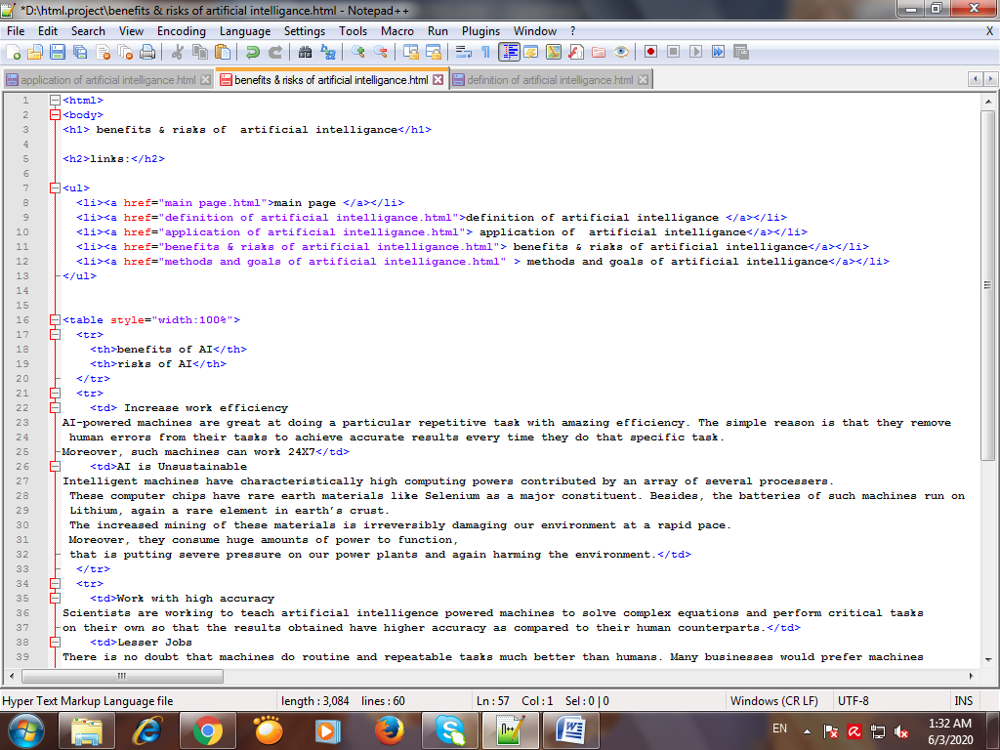 *D:\html.project\benefits & risks of artificial intelligance.html - Notepad++
File Edit Search View Encoding Language Settings Tools Macro Run Plugins Window ? X
application of artificial intelligance.html benefits & risks of artificial intelligance.html definition of artificial intelligance.html
1 <html>
2 <body>
3 <h1> benefits & risks of  artificial intelligance</h1>
4
5 <h2>links:</h2>
6
7 <ul>
8 <li><a href="main page.html">main page </a></li>
9 <li><a href="definition of artificial intelligance.html">definition of artificial intelligance </a></li>
10 <li><a href="application of artificial intelligance.html"> application of  artificial intelligance</a></li>
11 <li><a href="benefits & risks of artificial intelligance.html"> benefits & risks of artificial intelligance</a></li>
12 <li><a href="methods and goals of artificial intelligance.html" > methods and goals of artificial intelligance</a></li>
13 </ul>
14
15
16 <table style="width:100%">
17 <tr>
18 <th>benefits of AI</th>
19 <th>risks of AI</th>
20 </tr>
21 <tr>
22 <td> Increase work efficiency
23 AI-powered machines are great at doing a particular repetitive task with amazing efficiency. The simple reason is that they remove
24 human errors from their tasks to achieve accurate results every time they do that specific task.
25 Moreover, such machines can work 24X7</td>
26 <td>AI is Unsustainable
27 Intelligent machines have characteristically high computing powers contributed by an array of several processers.
28 These computer chips have rare earth materials like Selenium as a major constituent. Besides, the batteries of such machines run on
29 Lithium, again a rare element in earth's crust.
30 The increased mining of these materials is irreversibly damaging our environment at a rapid pace.
31 Moreover, they consume huge amounts of power to function,
32 that is putting severe pressure on our power plants and again harming the environment.</td>
33 </tr>
34 <tr>
35 <td>Work with high accuracy
36 Scientists are working to teach artificial intelligence powered machines to solve complex equations and perform critical tasks
37 on their own so that the results obtained have higher accuracy as compared to their human counterparts.</td>
38 <td>Lesser Jobs
39 There is no doubt that machines do routine and repeatable tasks much better than humans. Many businesses would prefer machines
Hyper Text Markup Language file length : 3,084 lines : 60 Ln : 57 Col : 1 Sel : 0 | 0 Windows (CR LF) UTF-8 INS
EN 1:32 AM
6/3/2020